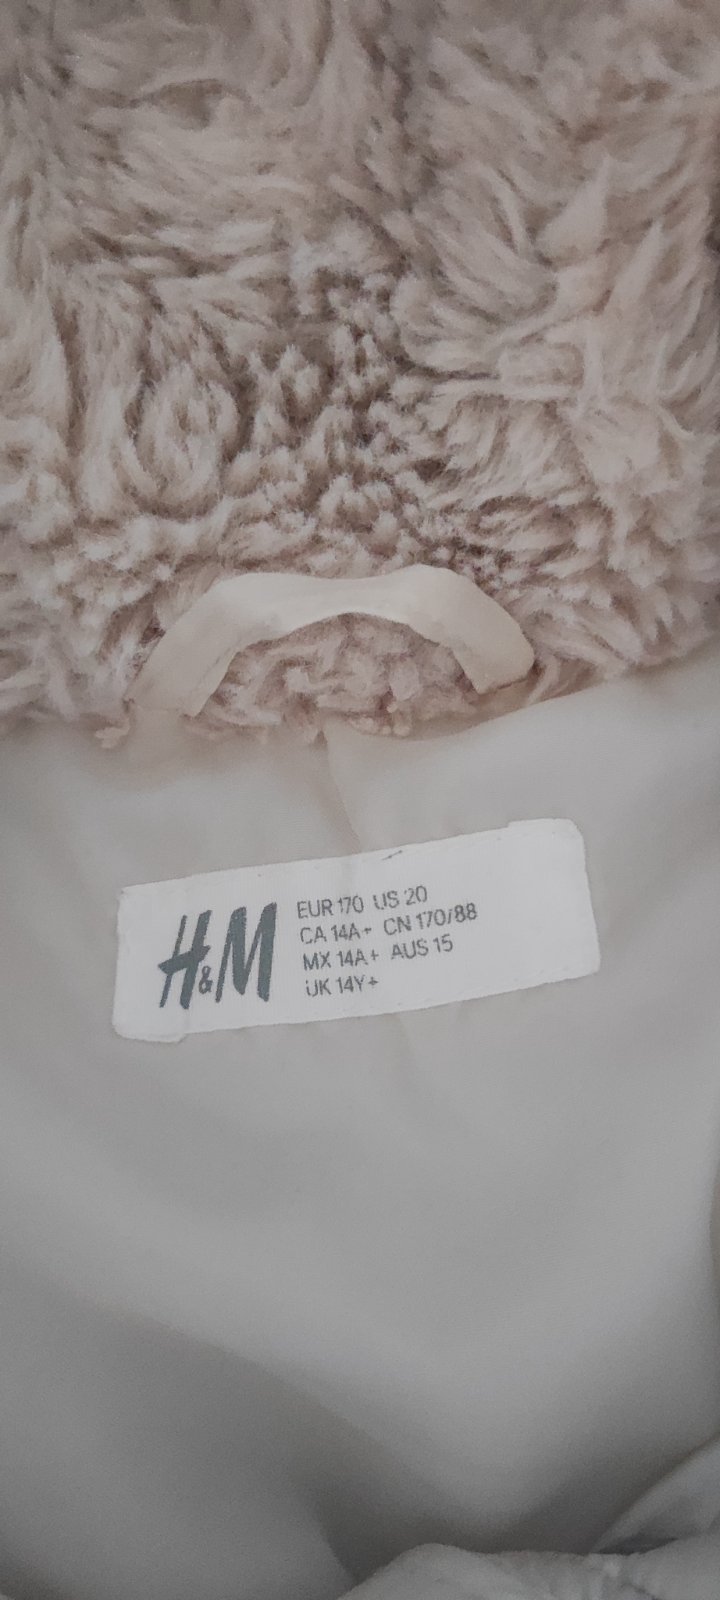 H&M
EUR 170 US 20
CA 14A+ CN 170/88
MX 14A+ AUS 15
UK 14Y+